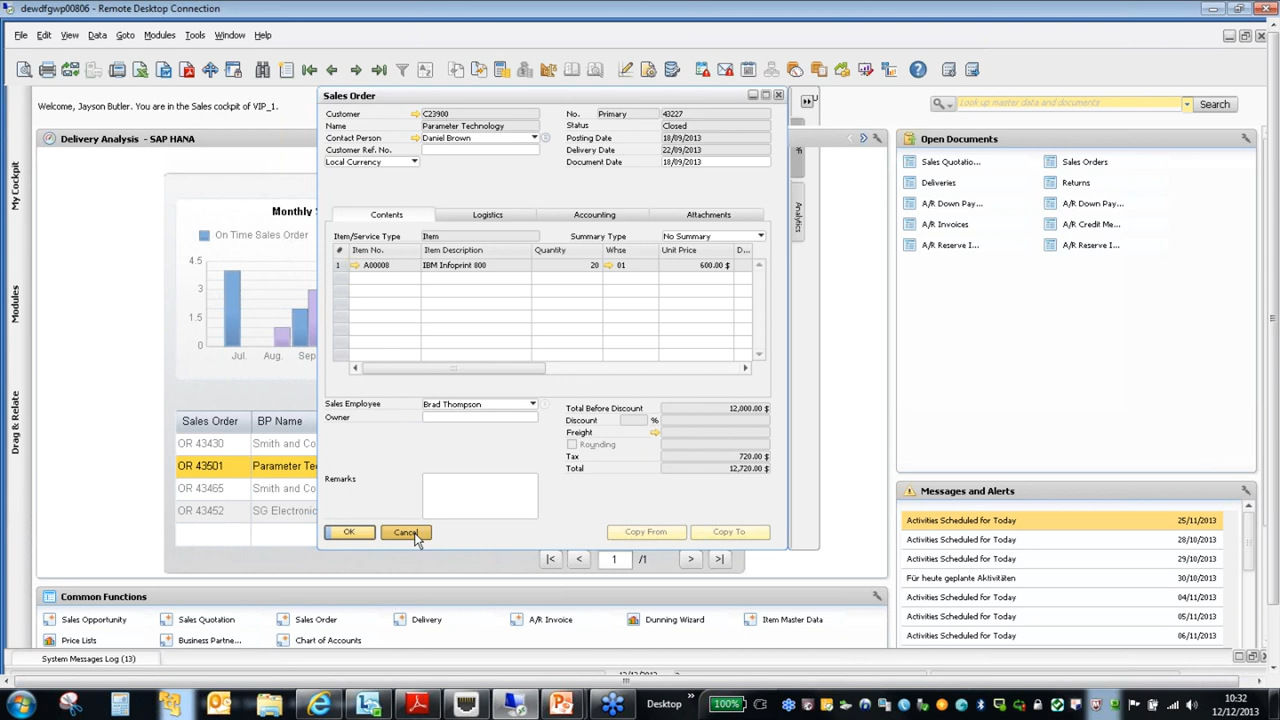 dewdfgwp00806 - Remote Desktop Connection
File Edit View Data Goto Modules Tools Window Help
Welcome, Jayson Butler. You are in the Sales cockpit of VIP_1.
Look up master data and documents
Search
My Cockpit
Modules
Drag & Relate
Delivery Analysis - SAP HANA
Monthly
On Time Sales Order
4.5
3
1.5
0
Jul. Aug. Sep
Sales Order BP Name
OR 43430 Smith and Co
OR 43501 Parameter Te
OR 43465 Smith and Co
OR 43452 SG Electronic
Sales Order
Customer C23900
Name Parameter Technology
Contact Person Daniel Brown
Customer Ref. No.
Local Currency
No. Primary 43227
Status Closed
Posting Date 18/09/2013
Delivery Date 22/09/2013
Document Date 18/09/2013
Contents Logistics Accounting Attachments
Item/Service Type Item Summary Type No Summary
# Item No. Item Description Quantity Whse Unit Price D...
1 A00008 IBM Infoprint 800 20 01 600.00 $
Sales Employee Brad Thompson
Owner
Remarks
Total Before Discount 12,000.00 $
Discount %
Freight
Rounding
Tax 720.00 $
Total 12,720.00 $
OK Cancel Copy From Copy To
1 /1
Analytics
Open Documents
Sales Quotatio... Sales Orders
Deliveries Returns
A/R Down Pay... A/R Down Pay...
A/R Invoices A/R Credit Me...
A/R Reserve I... A/R Reserve I...
Messages and Alerts
Activities Scheduled for Today 25/11/2013
Activities Scheduled for Today 28/10/2013
Activities Scheduled for Today 29/10/2013
Für heute geplante Aktivitäten 30/10/2013
Activities Scheduled for Today 04/11/2013
Activities Scheduled for Today 05/11/2013
Activities Scheduled for Today 06/11/2013
Common Functions
Sales Opportunity Sales Quotation Sales Order Delivery A/R Invoice Dunning Wizard Item Master Data
Price Lists Business Partne... Chart of Accounts
System Messages Log (13)
Desktop » 100%
10:32
12/12/2013